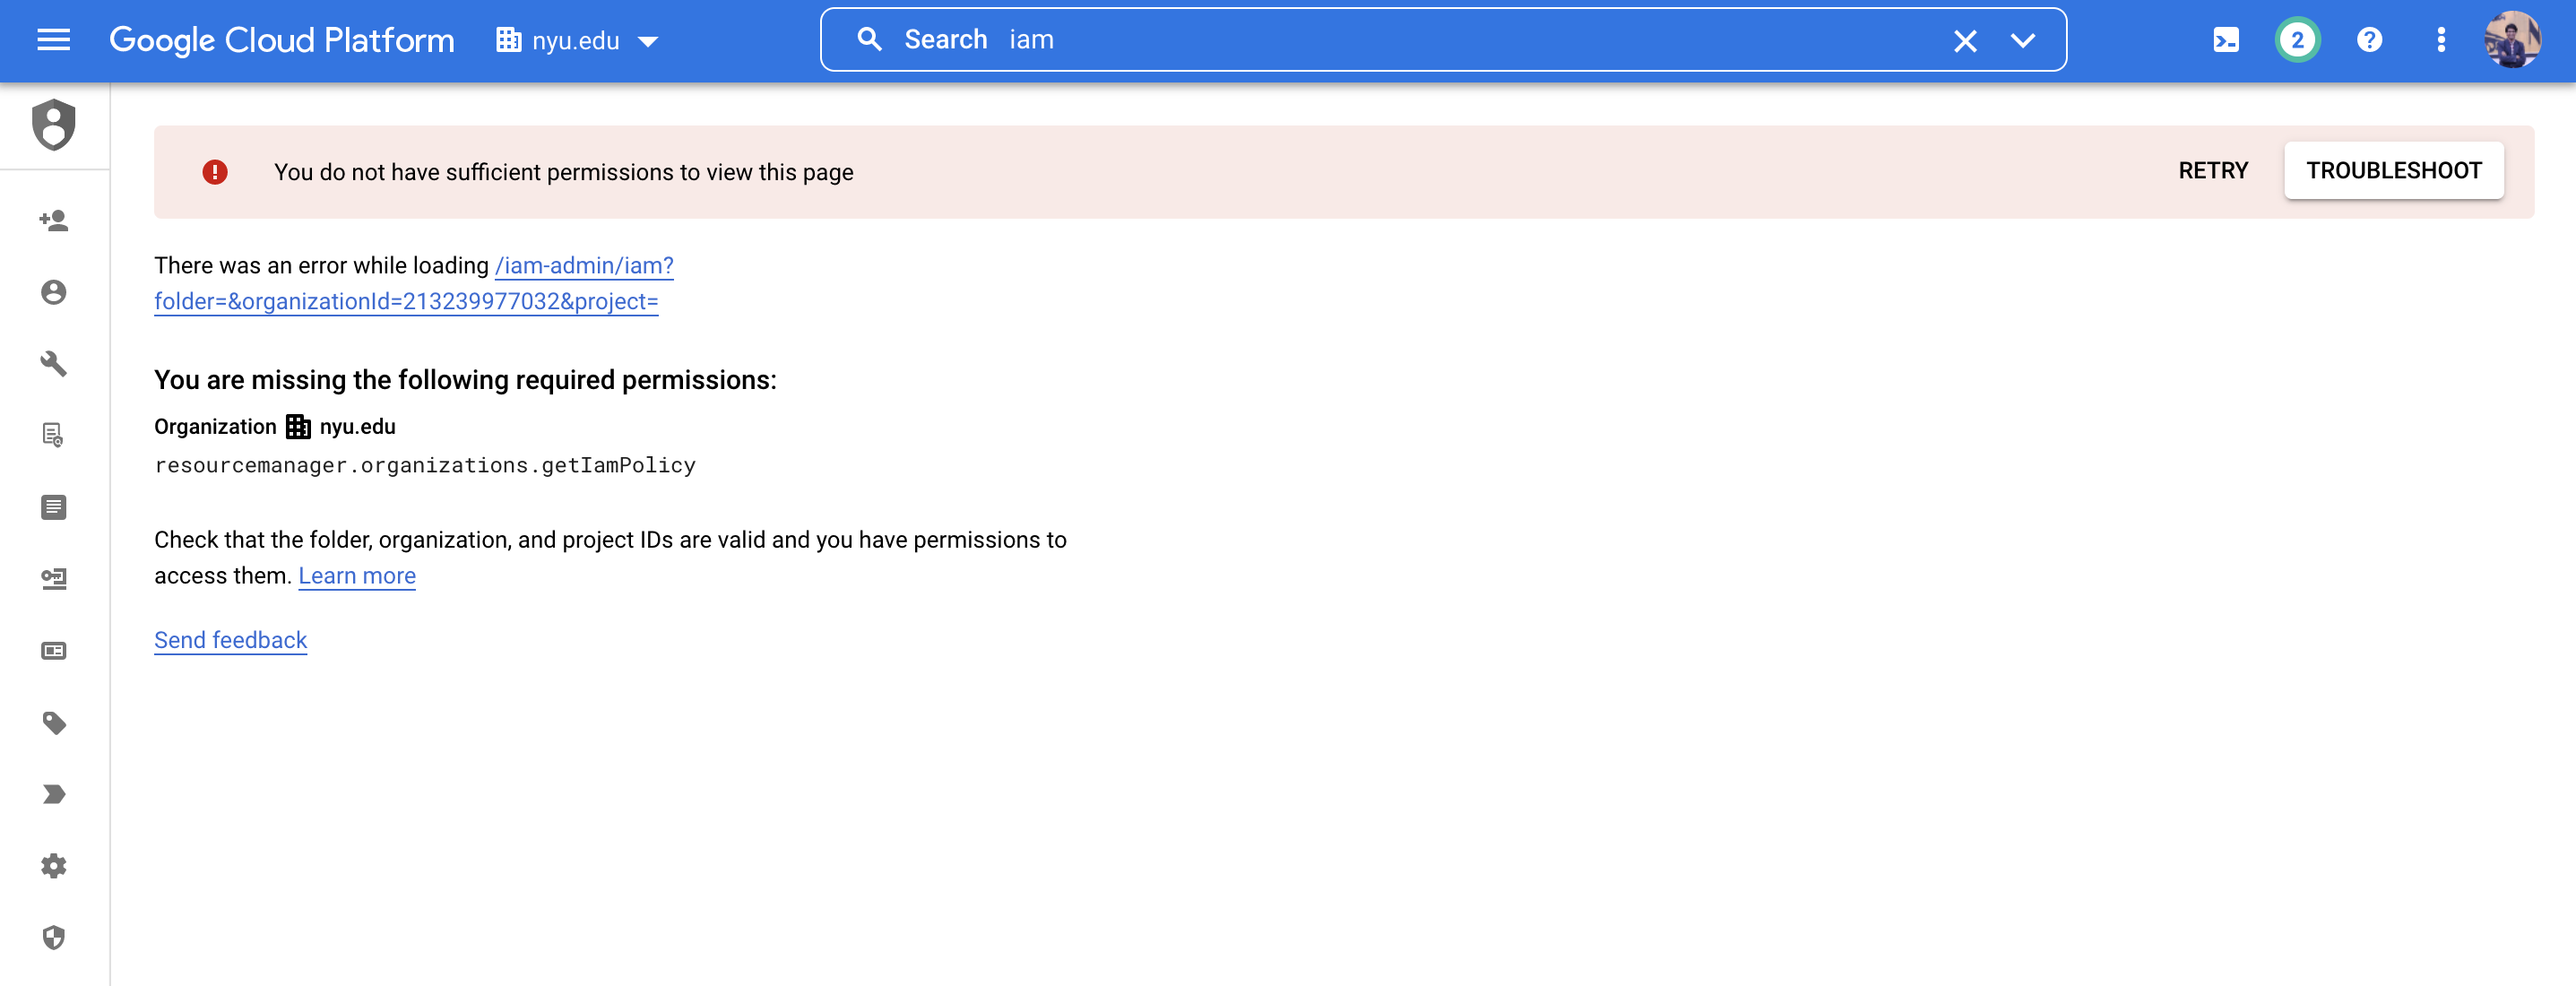 Google Cloud Platform nyu.edu Search iam 2
You do not have sufficient permissions to view this page RETRY TROUBLESHOOT
There was an error while loading /iam-admin/iam?
folder=&organizationId=213239977032&project=
You are missing the following required permissions:
Organization nyu.edu
resourcemanager.organizations.getIamPolicy
Check that the folder, organization, and project IDs are valid and you have permissions to
access them. Learn more
Send feedback